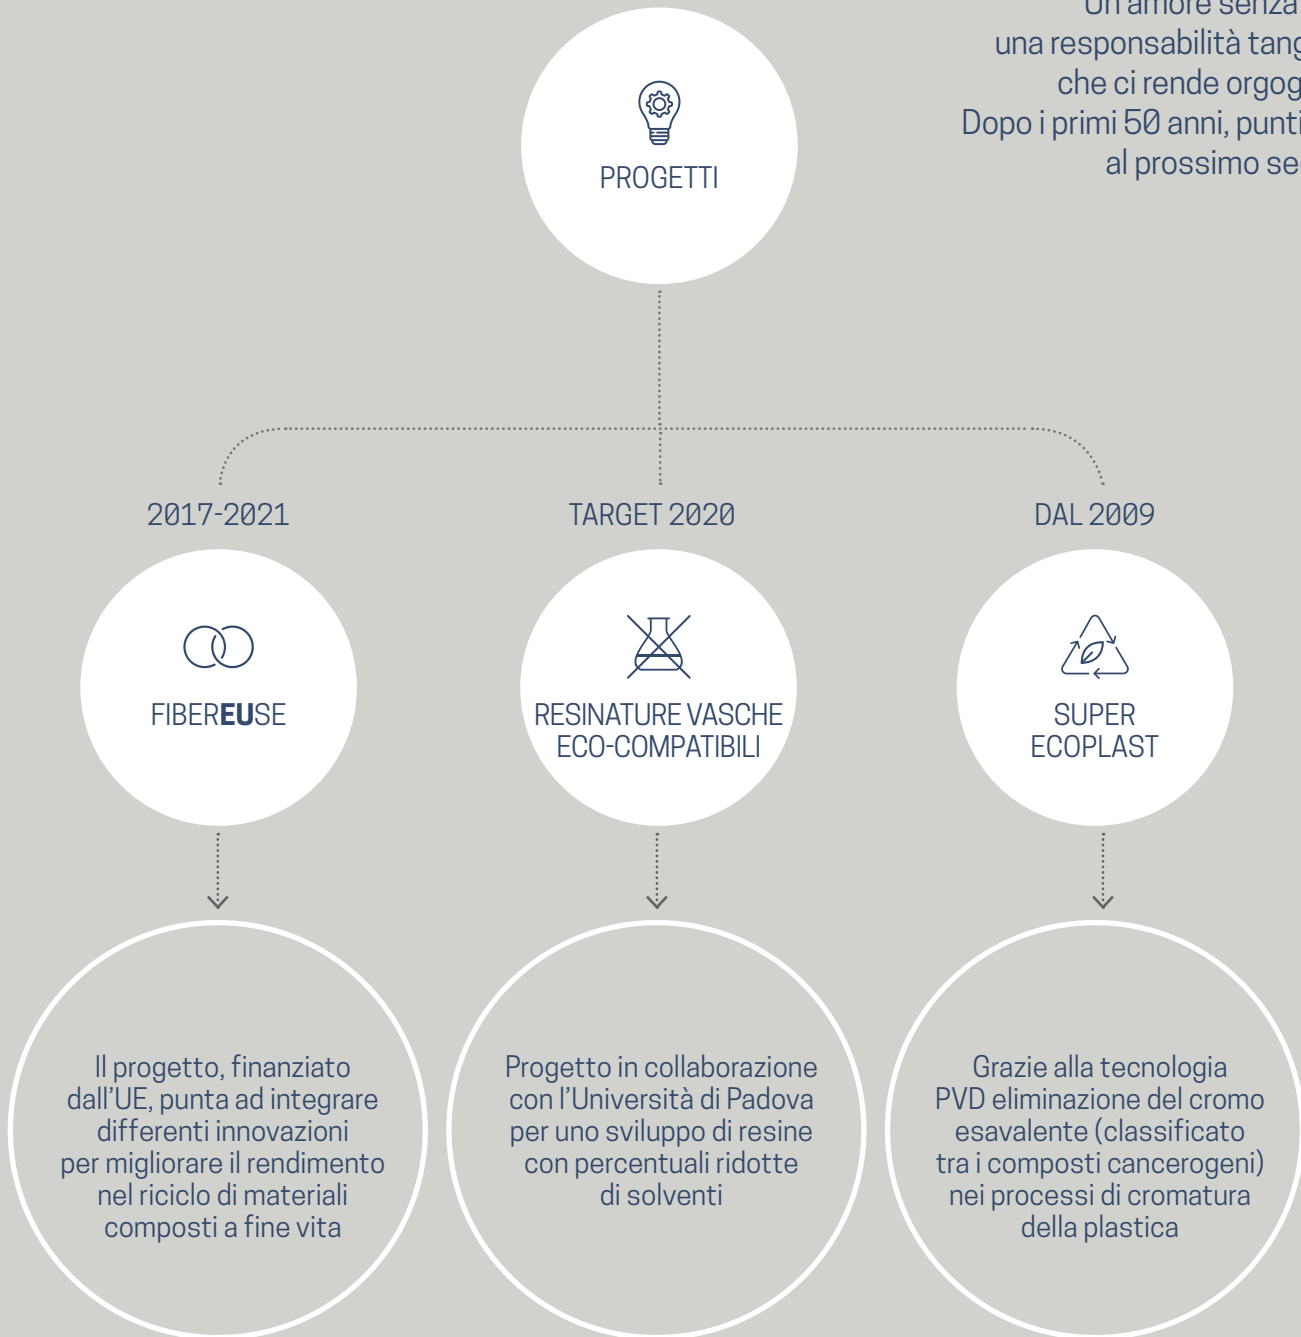 Un'amore senza
una responsabilità
che ci rende
Dopo i primi 50 anni,
al prossimo
PROGETTI
2017-2021
TARGET 2020
DAL 2009
FIBEREUSE
RESINATURE VASCHE
ECO-COMPATIBILI
SUPER
ECOPLAST
Il progetto, finanziato
dall'UE, punta ad integrare
differenti innovazioni
per migliorare il rendimento
nel riciclo di materiali
composti a fine vita
Progetto in collaborazione
con l'Università di Padova
per uno sviluppo di resine
con percentuali ridotte
di solventi
Grazie alla tecnologia
PVD eliminazione del cromo
esavalente (classificato
tra i composti cancerogeni)
nei processi di cromatura
della plastica